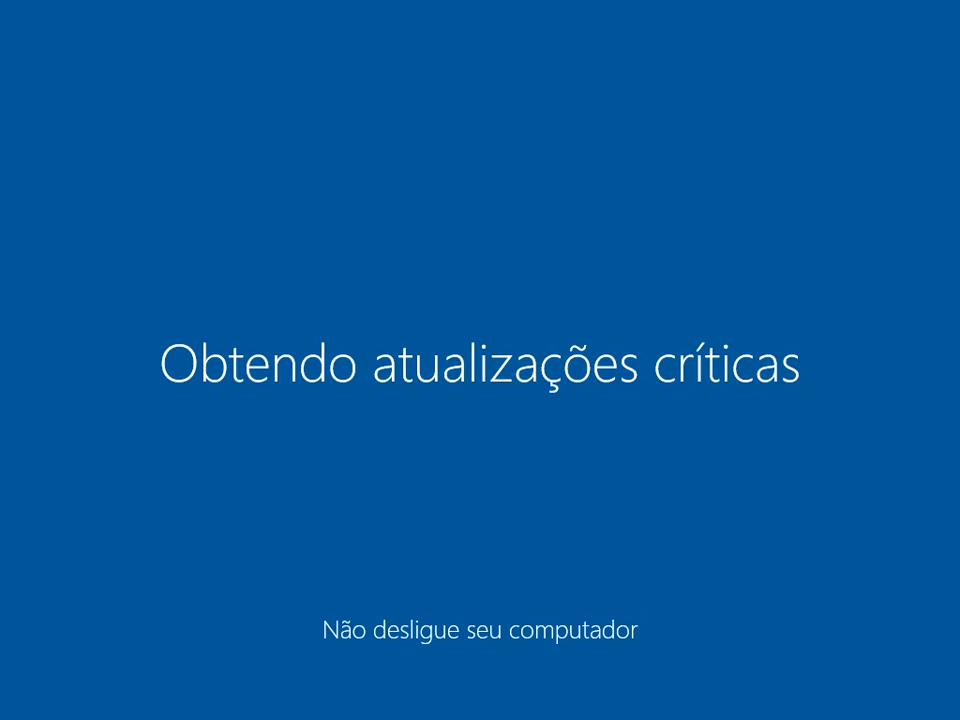 Obtendo atualizações críticas
Não desligue seu computador